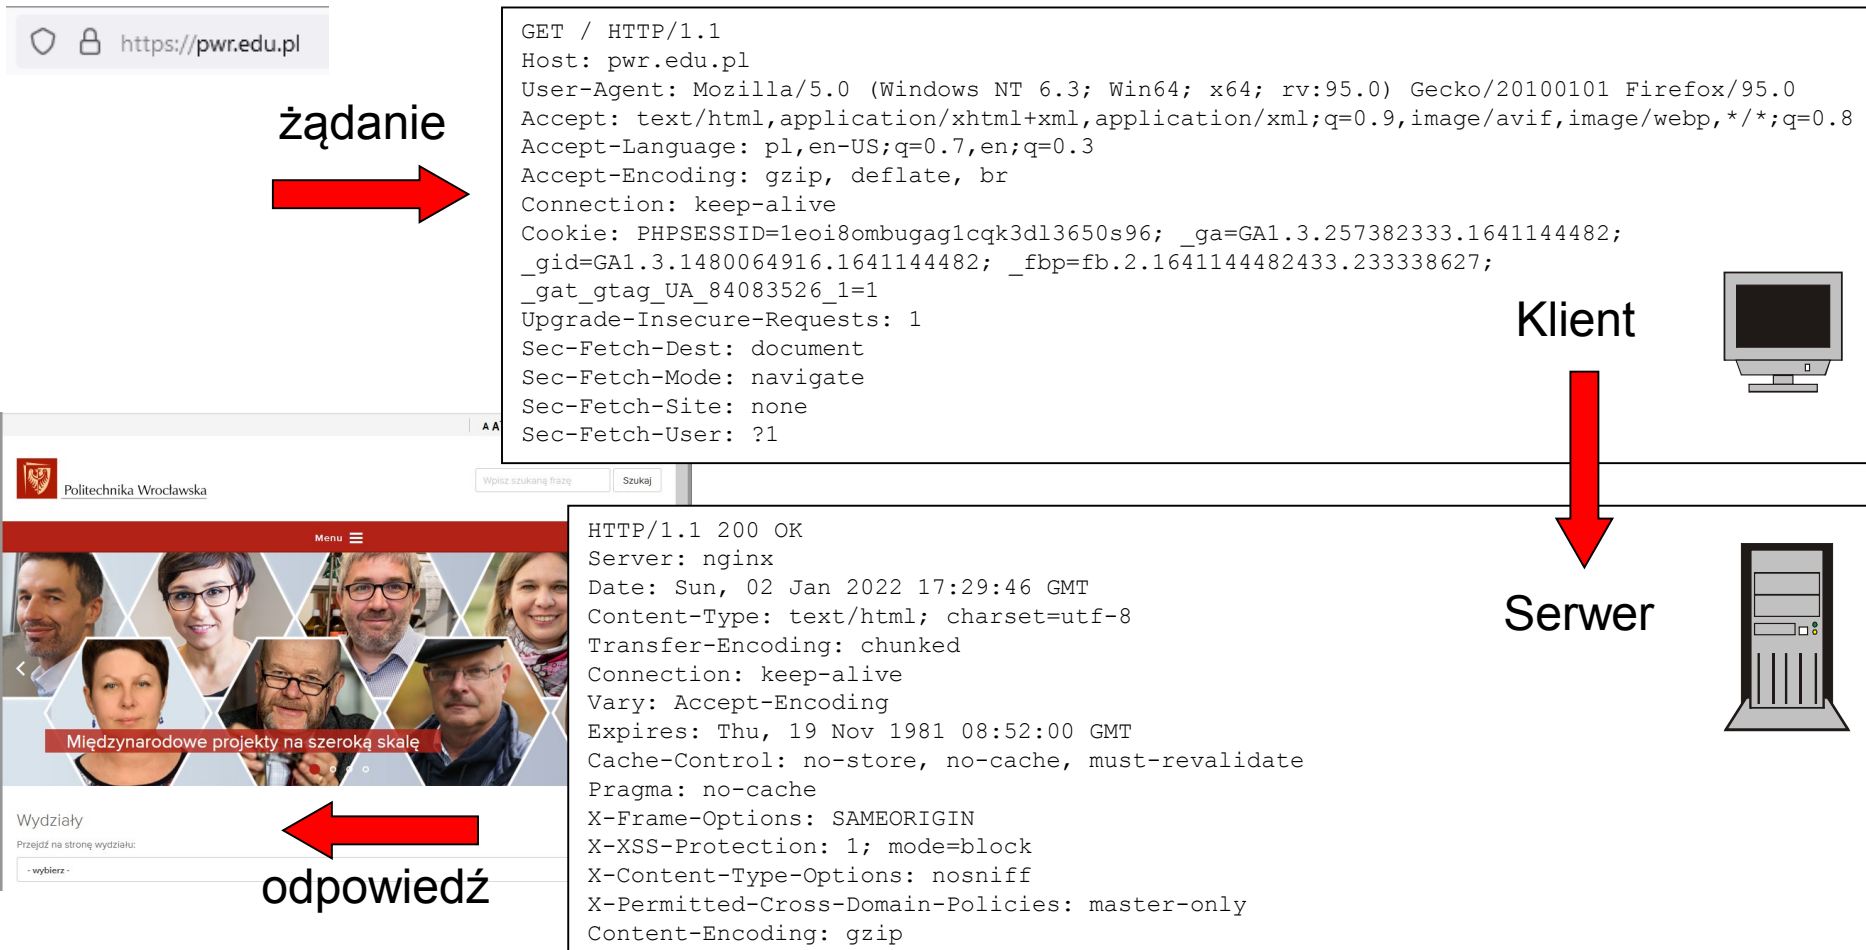 https://pwr.edu.pl
żądanie
GET / HTTP/1.1
Host: pwr.edu.pl
User-Agent: Mozilla/5.0 (Windows NT 6.3; Win64; x64; rv:95.0) Gecko/20100101 Firefox/95.0
Accept: text/html,application/xhtml+xml,application/xml;q=0.9,image/avif,image/webp,*/*;q=0.8
Accept-Language: pl,en-US;q=0.7,en;q=0.3
Accept-Encoding: gzip, deflate, br
Connection: keep-alive
Cookie: PHPSESSID=1eoi8ombugag1cqk3dl3650s96; _ga=GA1.3.257382333.1641144482;
_gid=GA1.3.1480064916.1641144482; _fbp=fb.2.1641144482433.233338627;
_gat_gtag_UA_84083526_1=1
Upgrade-Insecure-Requests: 1
Sec-Fetch-Dest: document
Sec-Fetch-Mode: navigate
Sec-Fetch-Site: none
Sec-Fetch-User: ?1
Klient
Serwer
A A
Politechnika Wrocławska
Wpisz szukaną frazę
Szukaj
Menu
Międzynarodowe projekty na szeroką skalę
Wydziały
Przejdź na stronę wydziału:
- wybierz -
odpowiedź
HTTP/1.1 200 OK
Server: nginx
Date: Sun, 02 Jan 2022 17:29:46 GMT
Content-Type: text/html; charset=utf-8
Transfer-Encoding: chunked
Connection: keep-alive
Vary: Accept-Encoding
Expires: Thu, 19 Nov 1981 08:52:00 GMT
Cache-Control: no-store, no-cache, must-revalidate
Pragma: no-cache
X-Frame-Options: SAMEORIGIN
X-XSS-Protection: 1; mode=block
X-Content-Type-Options: nosniff
X-Permitted-Cross-Domain-Policies: master-only
Content-Encoding: gzip